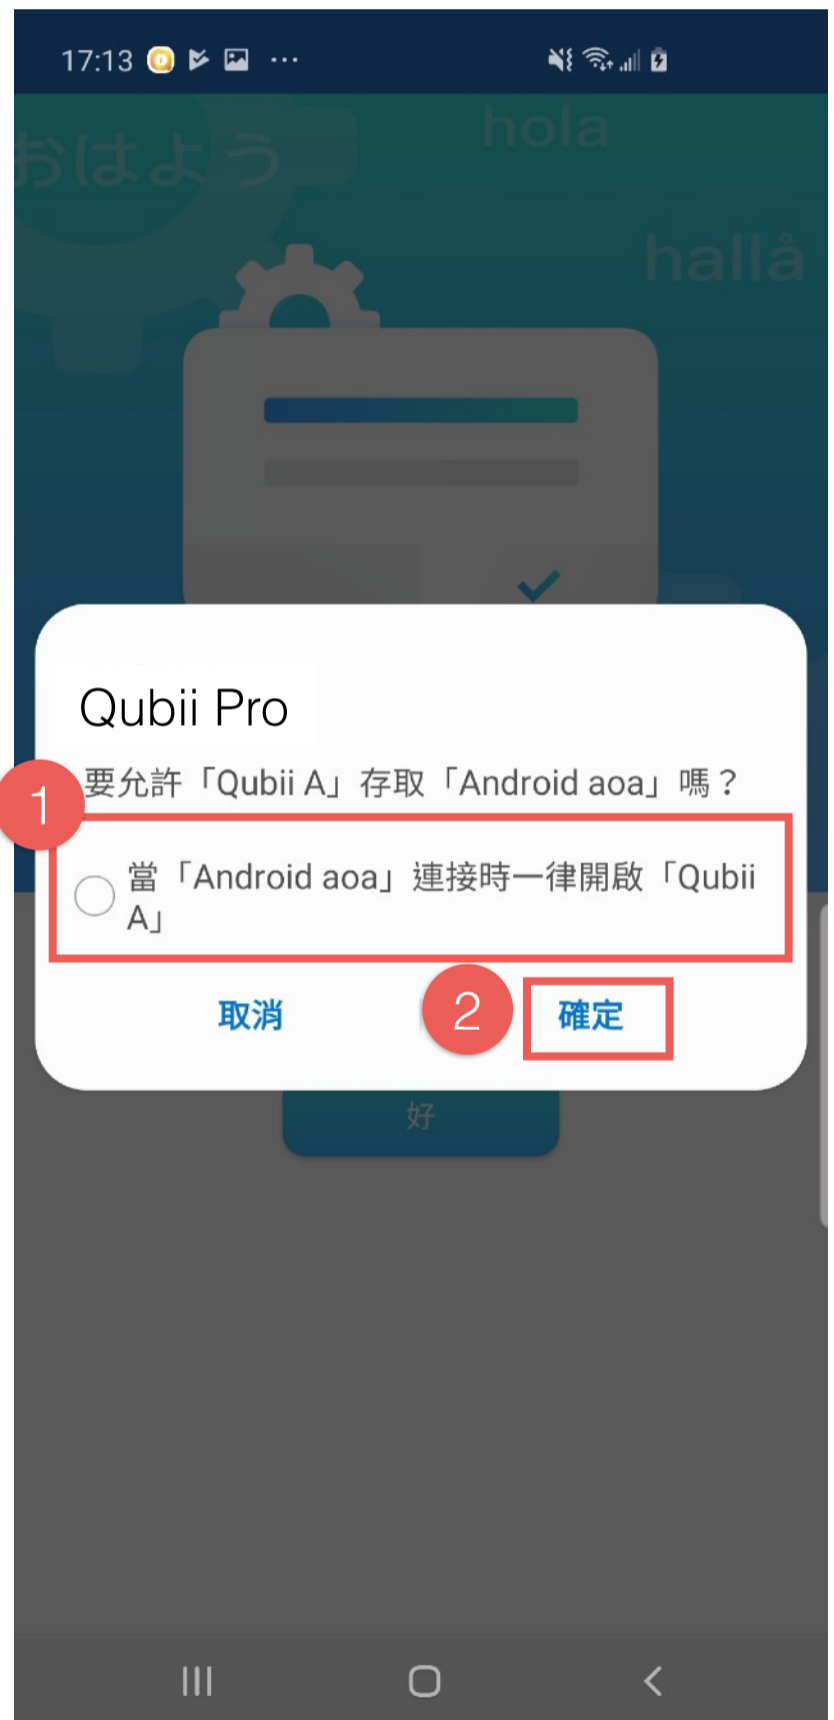 17:13
おはよう
hola
hallå
Qubii Pro
要允許「Qubii A」存取「Android aoa」嗎？
1
當「Android aoa」連接時一律開啟「Qubii
A」
取消
2
確定
好